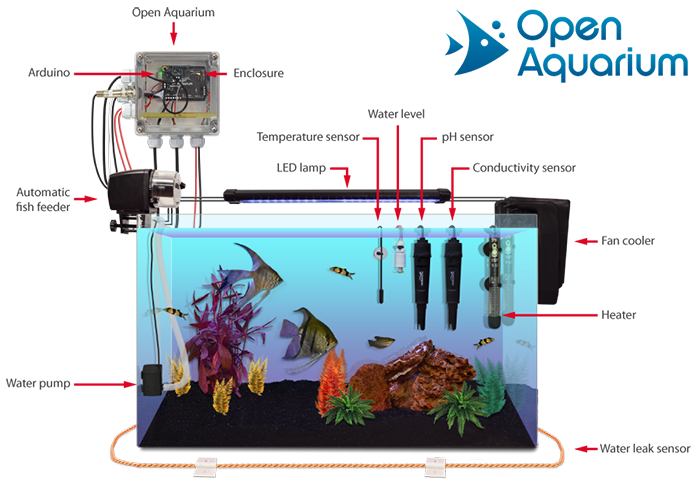 Open Aquarium
Open
Aquarium
Arduino
Enclosure
Water level
Temperature sensor
pH sensor
LED lamp
Conductivity sensor
Automatic
fish feeder
Fan cooler
Heater
Water pump
Water leak sensor